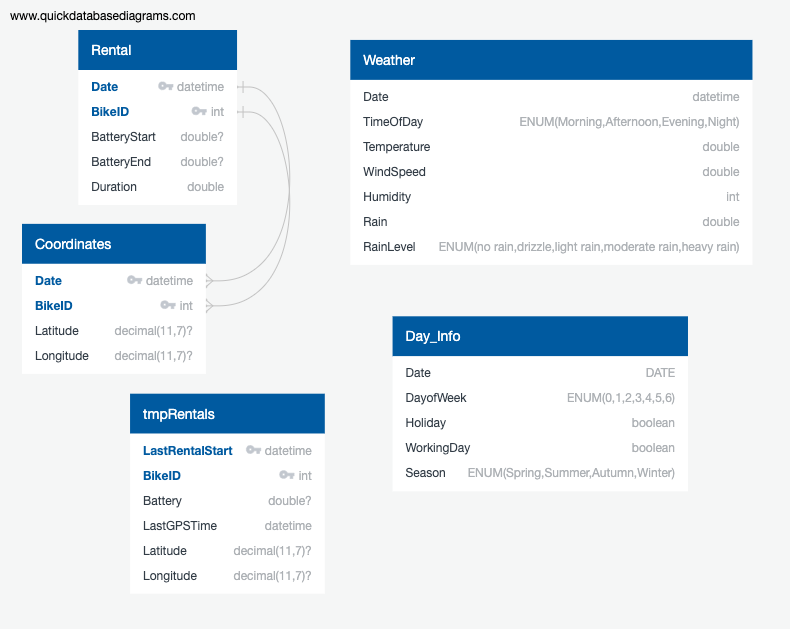 www.quickdatabasediagrams.com
Rental
Date datetime
BikeID int
BatteryStart double?
BatteryEnd double?
Duration double
Weather
Date datetime
TimeOfDay ENUM(Morning,Afternoon,Evening,Night)
Temperature double
WindSpeed double
Humidity int
Rain double
RainLevel ENUM(no rain,drizzle,light rain,moderate rain,heavy rain)
Coordinates
Date datetime
BikeID int
Latitude decimal(11,7)?
Longitude decimal(11,7)?
Day_Info
Date DATE
DayofWeek ENUM(0,1,2,3,4,5,6)
Holiday boolean
WorkingDay boolean
Season ENUM(Spring,Summer,Autumn,Winter)
tmpRentals
LastRentalStart datetime
BikeID int
Battery double?
LastGPSTime datetime
Latitude decimal(11,7)?
Longitude decimal(11,7)?